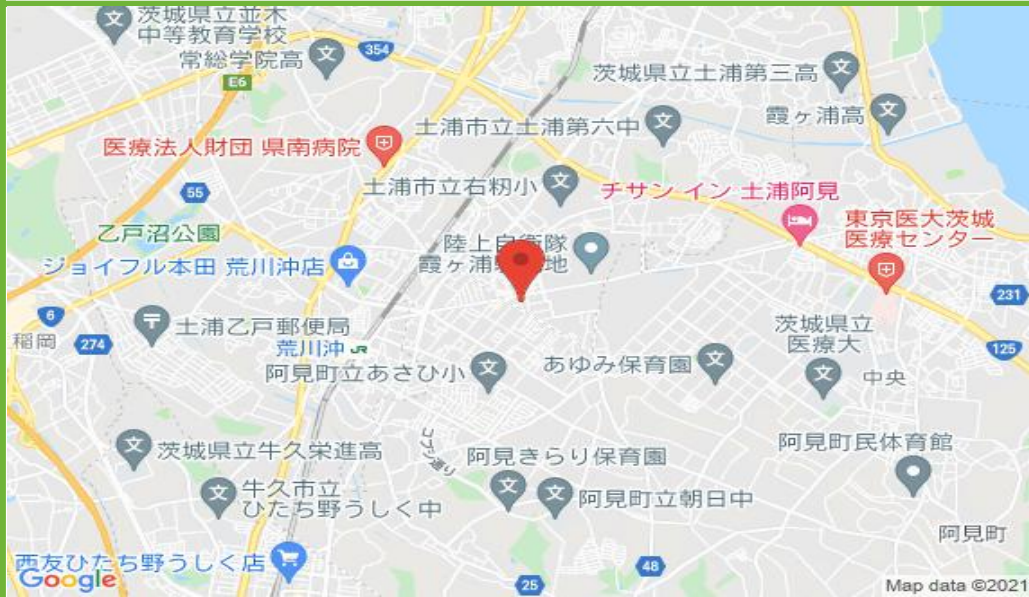 茨城県立並木
中等教育学校
常総学院高
354
E6
茨城県立土浦第三高
霞ヶ浦高
土浦市立土浦第六中
医療法人財団 県南病院
土浦市立右籾小
55
チサン イン 土浦阿見
東京医大茨城
医療センター
乙戸沼公園
陸上自衛隊
霞ヶ浦
地
ジョイフル本田 荒川沖店
231
6
稲岡
274
土浦乙戸郵便局
荒川沖 JR
茨城県立
医療大
125
阿見町立あさひ小
あゆみ保育園
中央
茨城県立牛久栄進高
阿見きらり保育園
阿見町民体育館
牛久市立
ひたち野うしく中
阿見町立朝日中
阿見町
西友ひたち野うしく店
Google
48
25
Map data ©2021